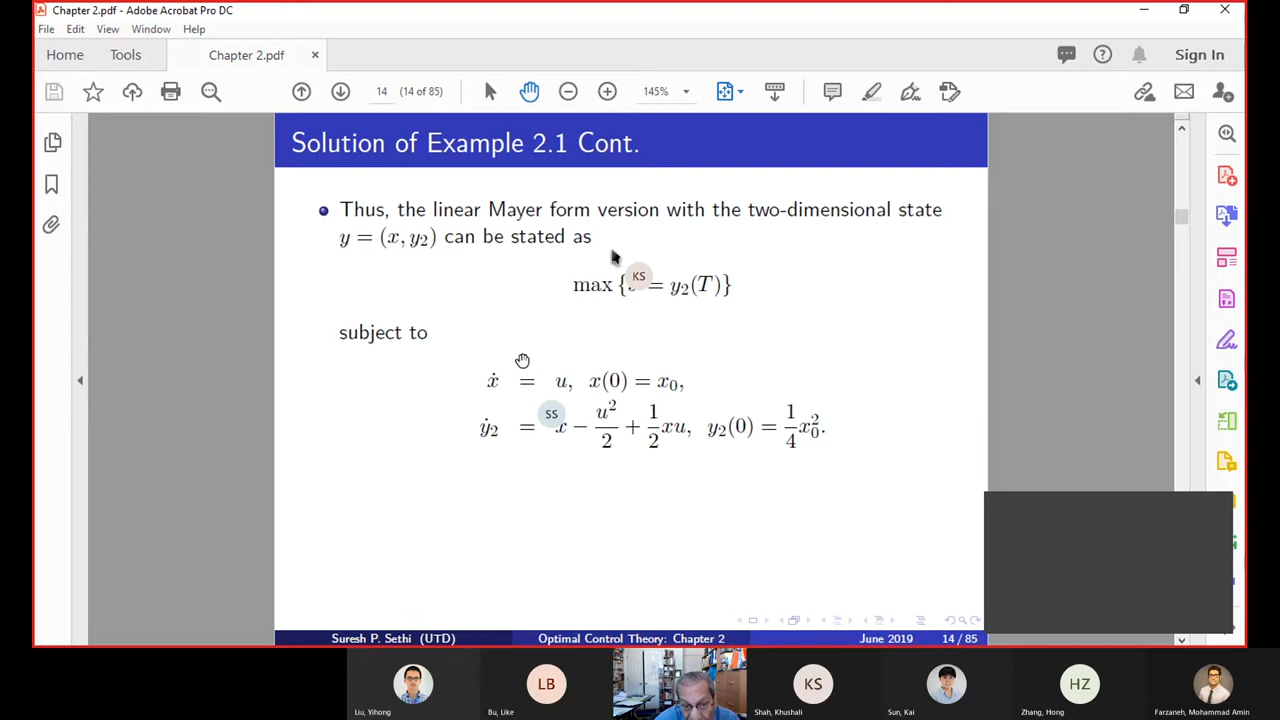 Chapter 2.pdf - Adobe Acrobat Pro DC
File Edit View Window Help
Home Tools Chapter 2.pdf × Sign In
14 (14 of 85) 145%
Solution of Example 2.1 Cont.
Thus, the linear Mayer form version with the two-dimensional state
y = (x, y₂) can be stated as
KS
max { = y₂(T)}
subject to
ẋ = u, x(0) = x₀,
SS
ẏ₂ = x − u²/2 + 1/2 xu, y₂(0) = 1/4 x₀².
Suresh P. Sethi (UTD) Optimal Control Theory: Chapter 2 June 2019 14 / 85
LB KS HZ
Liu, Yihong Bu, Like Shah, Khushali Sun, Kai Zhang, Hong Farzaneh, Mohammad Amin